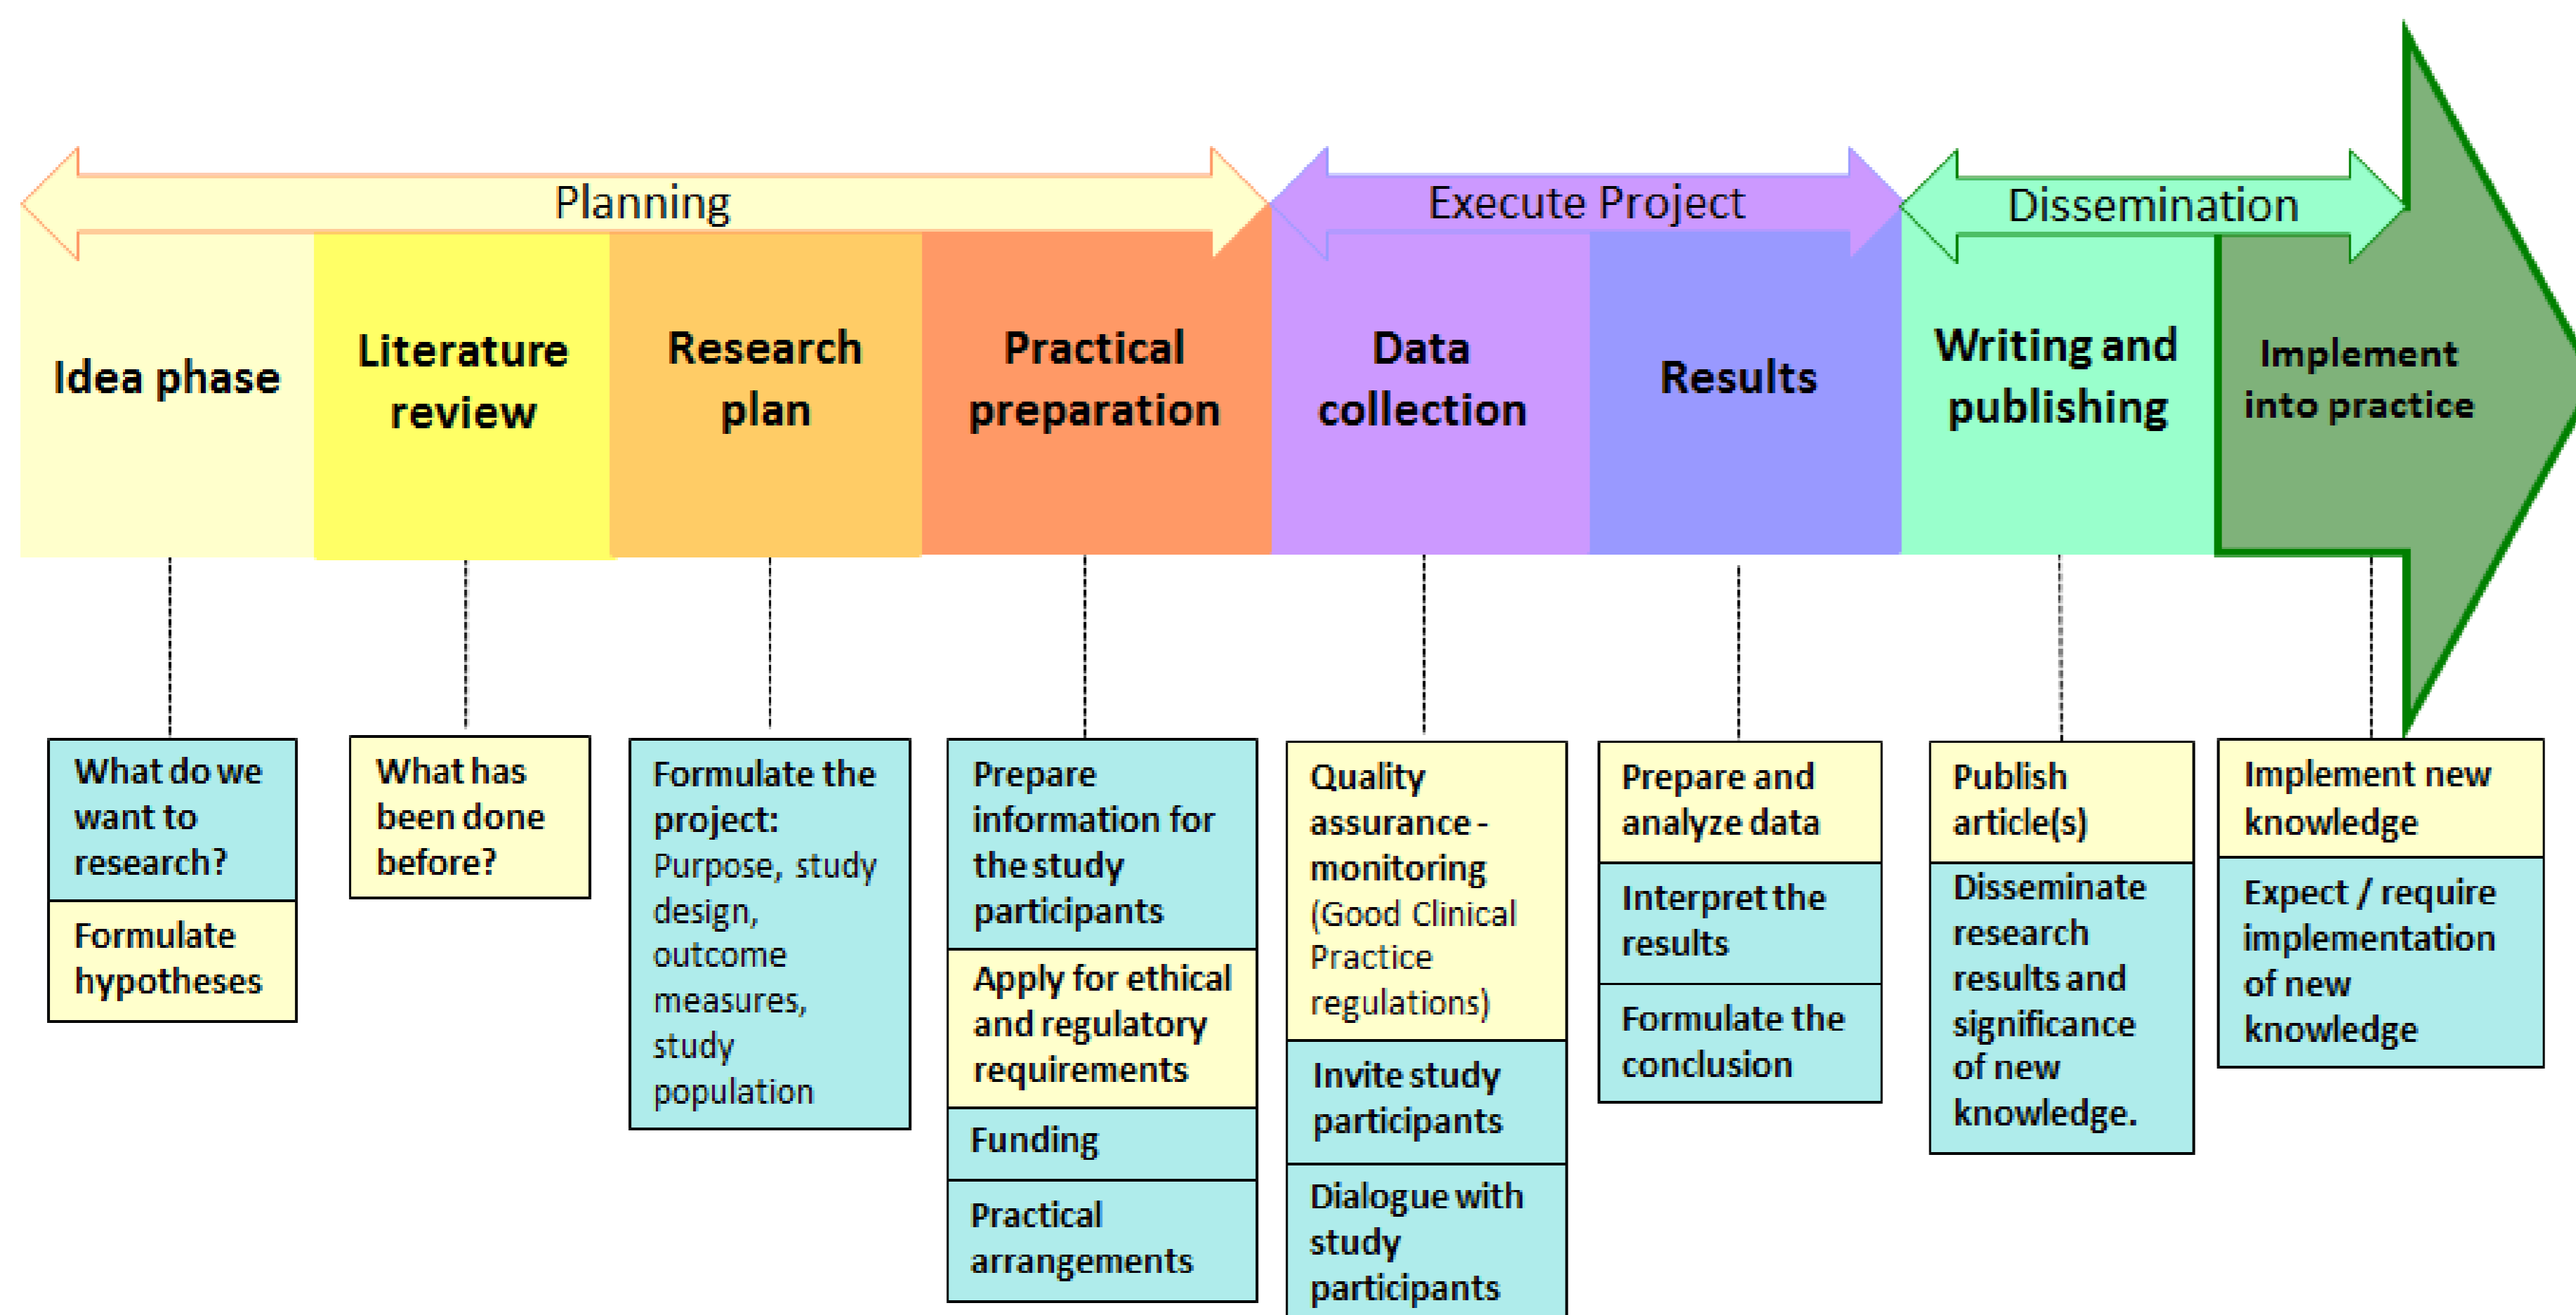 Planning
Execute Project
Dissemination
Idea phase
Literature
review
Research
plan
Practical
preparation
Data
collection
Results
Writing and
publishing
Implement
into practice
What do we
want to
research?
Formulate
hypotheses
What has
been done
before?
Formulate the
project:
Purpose, study
design,
outcome
measures,
study
population
Prepare
information for
the study
participants
Apply for ethical
and regulatory
requirements
Funding
Practical
arrangements
Quality
assurance -
monitoring
(Good Clinical
Practice
regulations)
Invite study
participants
Dialogue with
study
participants
Prepare and
analyze data
Interpret the
results
Formulate the
conclusion
Publish
article(s)
Disseminate
research
results and
significance
of new
knowledge.
Implement new
knowledge
Expect / require
implementation
of new
knowledge